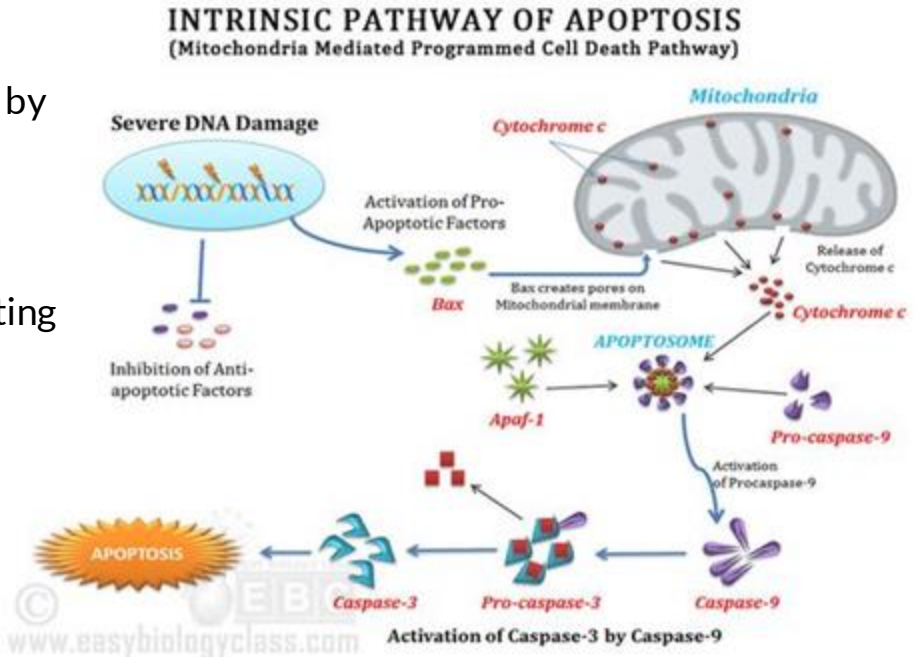 INTRINSIC PATHWAY OF APOPTOSIS
(Mitochondria Mediated Programmed Cell Death Pathway)
by
Mitochondria
Severe DNA Damage
Cytochrome c
Activation of Pro-
Apoptotic Factors
Release of
Cytochrome c
Bax creates pores on
Mitochondrial membrane
Bax
ting
Cytochrome c
APOPTOSOME
Inhibition of Anti-
apoptotic Factors
Apaf-1
Pro-caspase-9
Activation
of Procaspase-9
APOPTOSIS
Caspase-3
Pro-caspase-3
Caspase-9
Activation of Caspase-3 by Caspase-9
© EBC
www.easybiologyclass.com